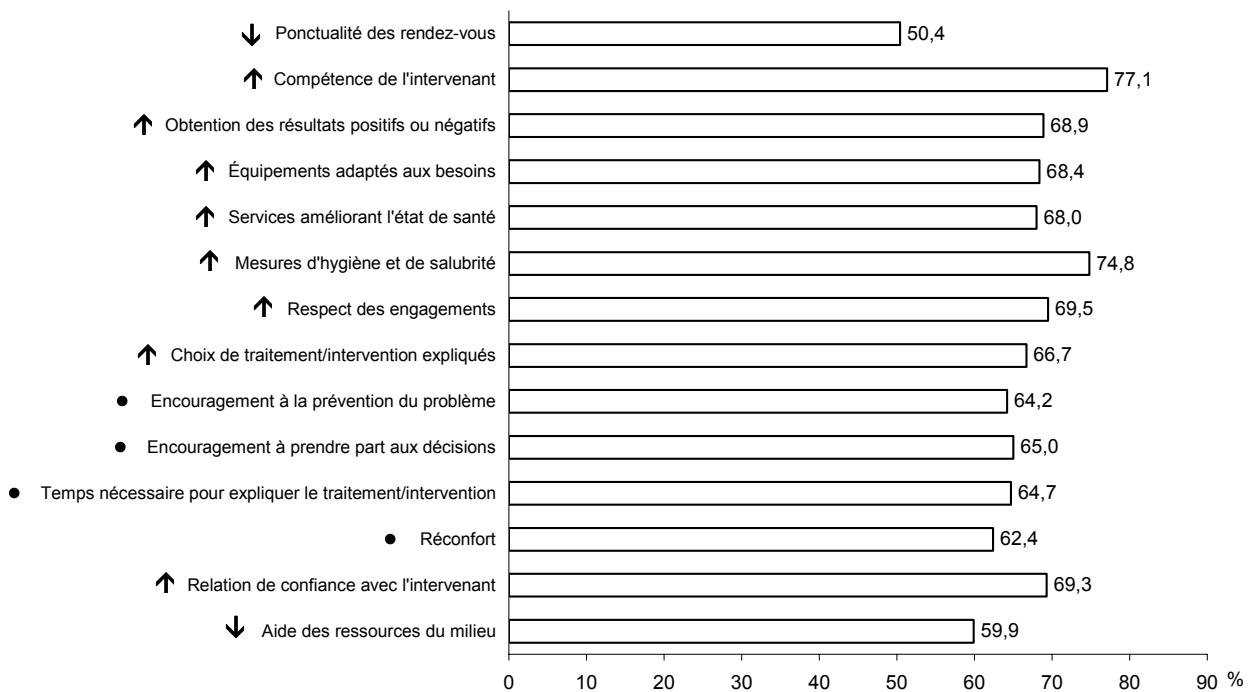 ↓ Ponctualité des rendez-vous 50,4
↑ Compétence de l'intervenant 77,1
↑ Obtention des résultats positifs ou négatifs 68,9
↑ Équipements adaptés aux besoins 68,4
↑ Services améliorant l'état de santé 68,0
↑ Mesures d'hygiène et de salubrité 74,8
↑ Respect des engagements 69,5
↑ Choix de traitement/intervention expliqués 66,7
● Encouragement à la prévention du problème 64,2
● Encouragement à prendre part aux décisions 65,0
● Temps nécessaire pour expliquer le traitement/intervention 64,7
● Réconfort 62,4
↑ Relation de confiance avec l'intervenant 69,3
↓ Aide des ressources du milieu 59,9
0 10 20 30 40 50 60 70 80 90 %